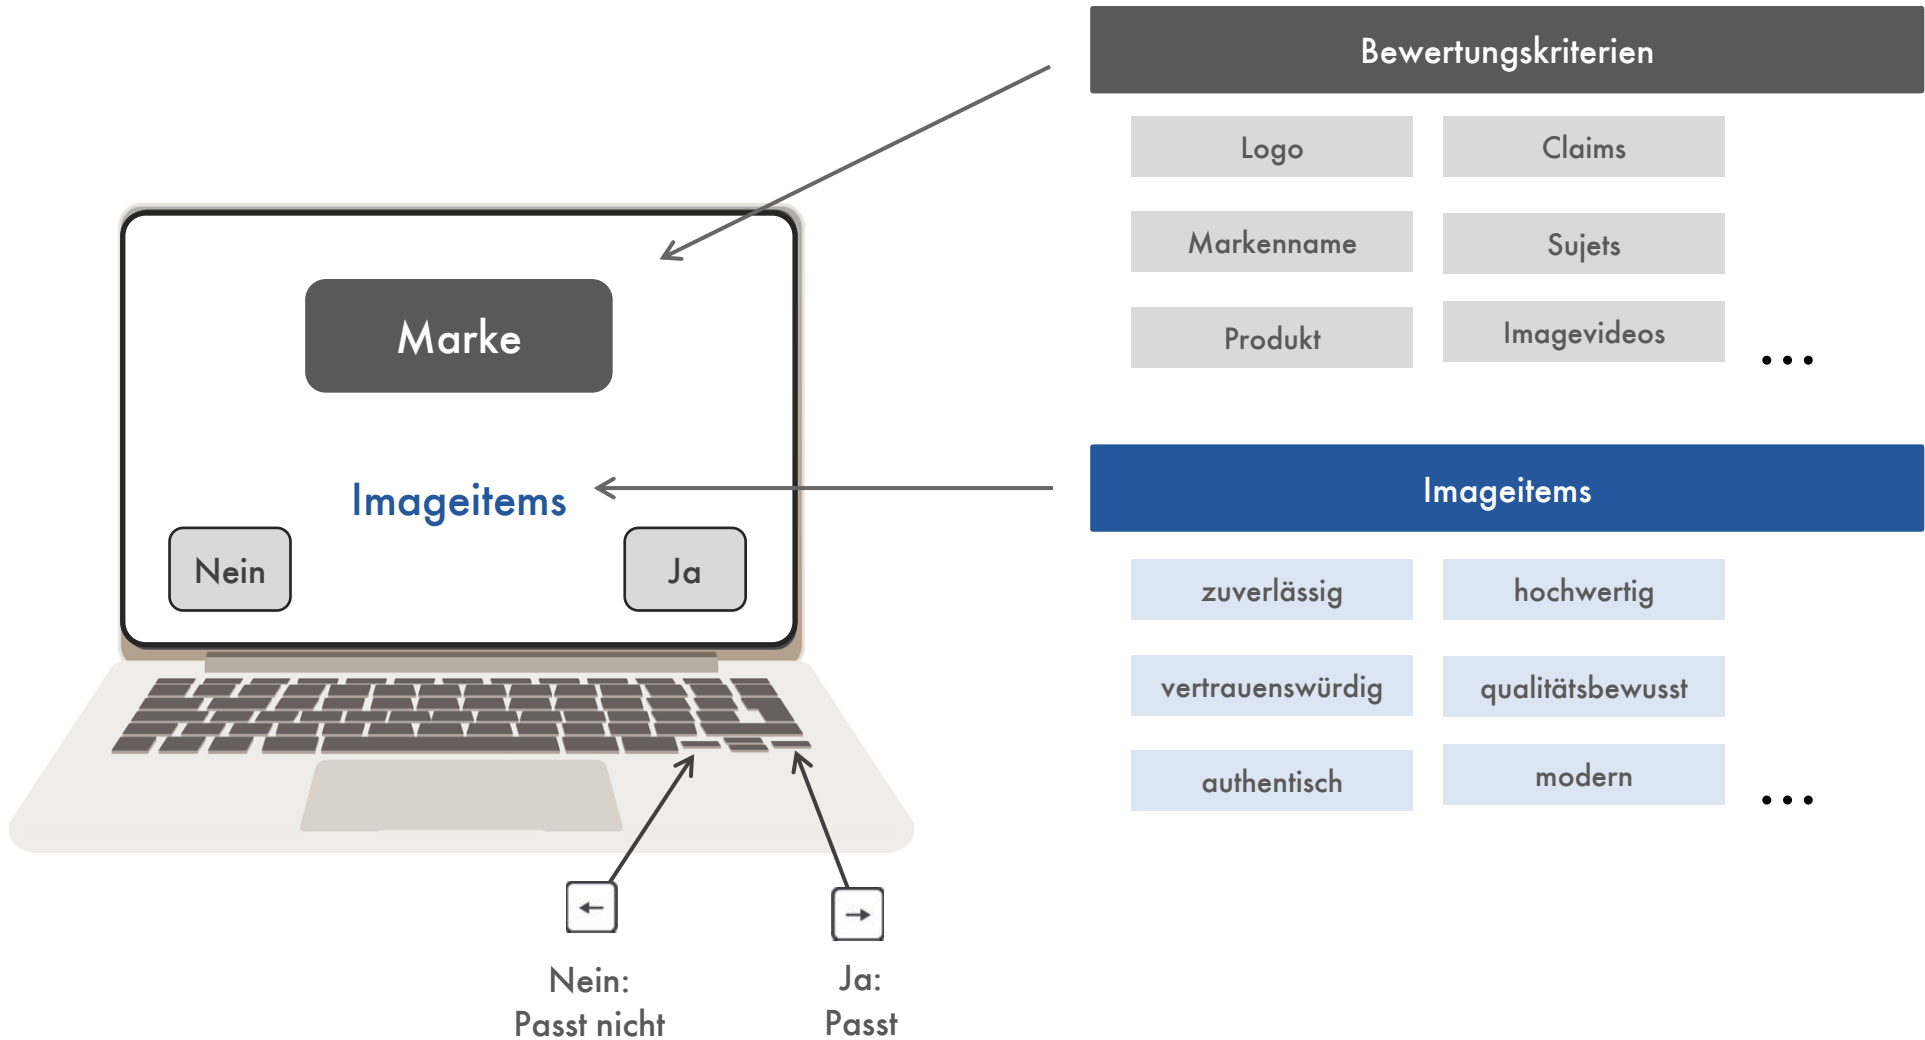 Bewertungskriterien
Logo
Claims
Markenname
Sujets
Produkt
Imagevideos
...
Marke
Imageitems
Nein
Ja
Imageitems
zuverlässig
hochwertig
vertrauenswürdig
qualitätsbewusst
authentisch
modern
...
←
→
Nein:
Passt nicht
Ja:
Passt